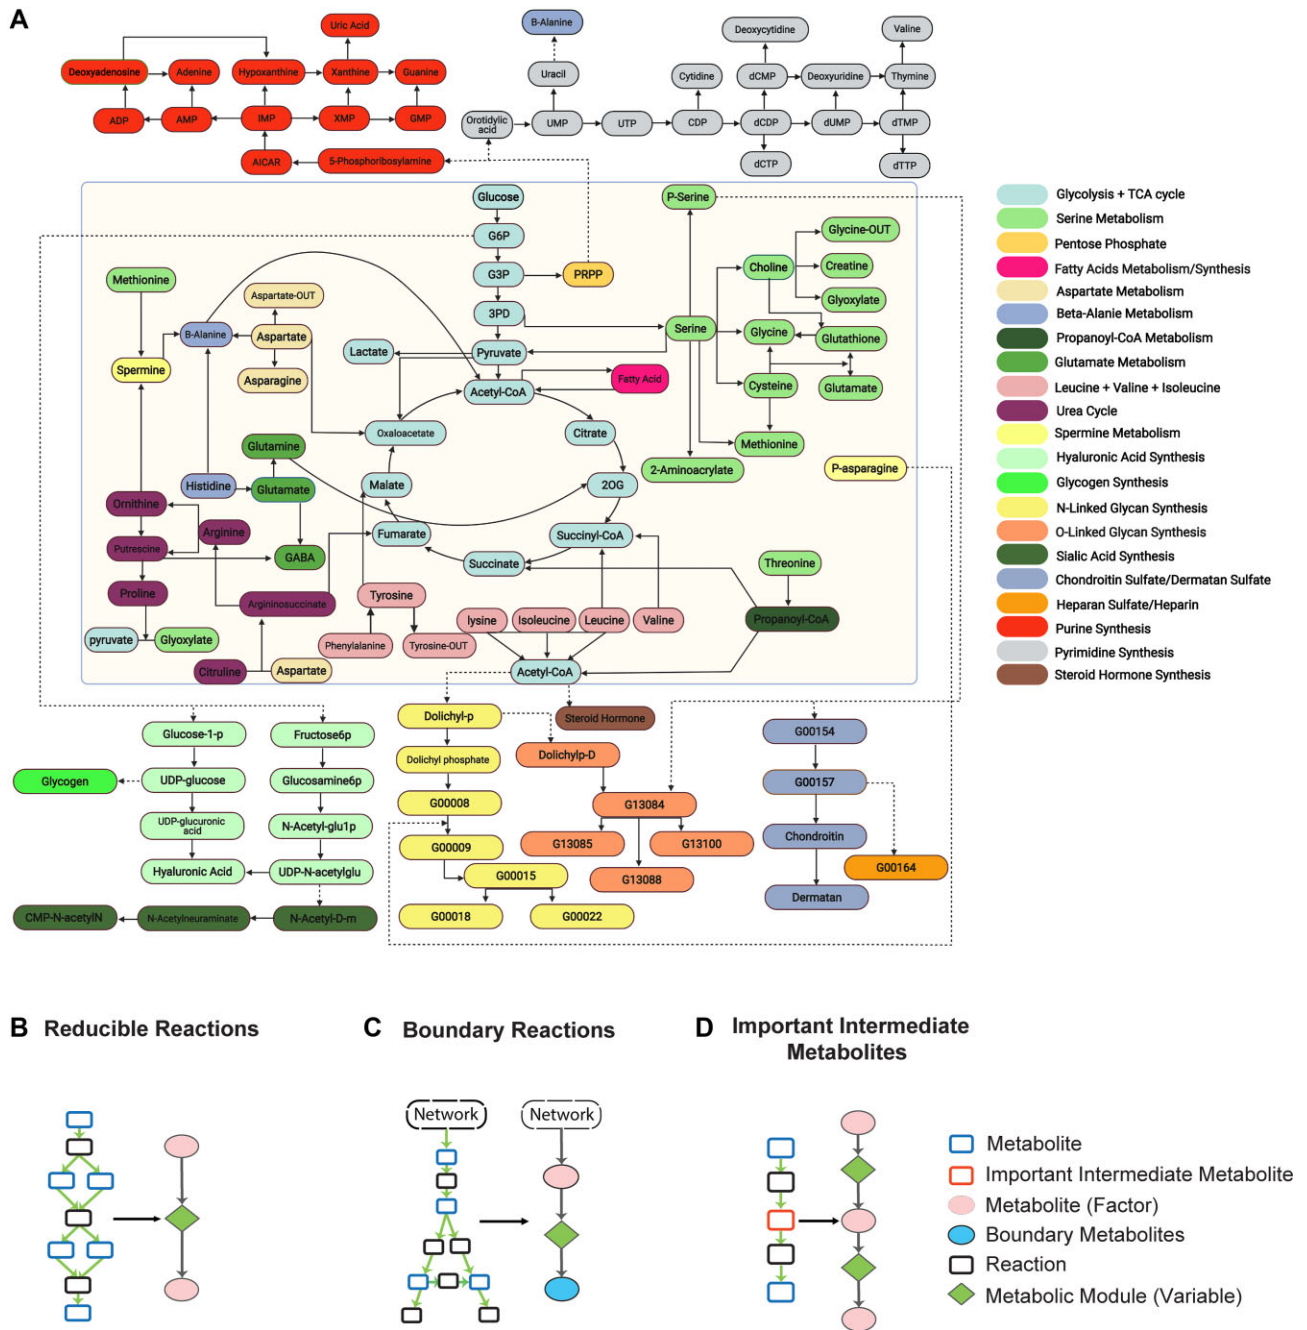 A
Uric Acid
B-Alanine
Deoxycytidine
Valine
Deoxyadenosine
Adenine
Hypoxanthine
Xanthine
Guanine
Uracil
Cytidine
dCMP
Deoxyuridine
Thymine
ADP
AMP
IMP
XMP
GMP
Orotidylic
acid
UMP
UTP
CDP
dCDP
dUMP
dTMP
AICAR
5-Phosphoribosylamine
dCTP
dTTP
Glucose
P-Serine
G6P
Glycine-OUT
Methionine
G3P
PRPP
Choline
Creatine
Aspartate-OUT
Glyoxylate
3PD
B-Alanine
Aspartate
Serine
Glycine
Glutathione
Lactate
Pyruvate
Spermine
Asparagine
Acetyl-CoA
Fatty Acid
Cysteine
Glutamate
Oxaloacetate
Citrate
Glutamine
Methionine
2-Aminoacrylate
P-asparagine
Histidine
Glutamate
Malate
2OG
Ornithine
Arginine
Fumarate
Succinyl-CoA
Putrescine
GABA
Succinate
Threonine
Proline
Argininosuccinate
Tyrosine
lysine
Isoleucine
Leucine
Valine
Propanoyl-CoA
pyruvate
Glyoxylate
Phenylalanine
Tyrosine-OUT
Citruline
Aspartate
Acetyl-CoA
Glycolysis + TCA cycle
Serine Metabolism
Pentose Phosphate
Fatty Acids Metabolism/Synthesis
Aspartate Metabolism
Beta-Alanie Metabolism
Propanoyl-CoA Metabolism
Glutamate Metabolism
Leucine + Valine + Isoleucine
Urea Cycle
Spermine Metabolism
Hyaluronic Acid Synthesis
Glycogen Synthesis
N-Linked Glycan Synthesis
O-Linked Glycan Synthesis
Sialic Acid Synthesis
Chondroitin Sulfate/Dermatan Sulfate
Heparan Sulfate/Heparin
Purine Synthesis
Pyrimidine Synthesis
Steroid Hormone Synthesis
Glucose-1-p
Fructose6p
Dolichyl-p
Steroid Hormone
G00154
Dolichyl phosphate
Dolichylp-D
Glycogen
UDP-glucose
Glucosamine6p
G00157
G00008
G13084
UDP-glucuronic
acid
N-Acetyl-glu1p
G00009
G13085
G13100
Chondroitin
Hyaluronic Acid
UDP-N-acetylglu
G00015
G13088
G00164
Dermatan
CMP-N-acetylN
N-Acetylneuraminate
N-Acetyl-D-m
G00018
G00022
B Reducible Reactions
C Boundary Reactions
Network
Network
D Important Intermediate
Metabolites
Metabolite
Important Intermediate Metabolite
Metabolite (Factor)
Boundary Metabolites
Reaction
Metabolic Module (Variable)